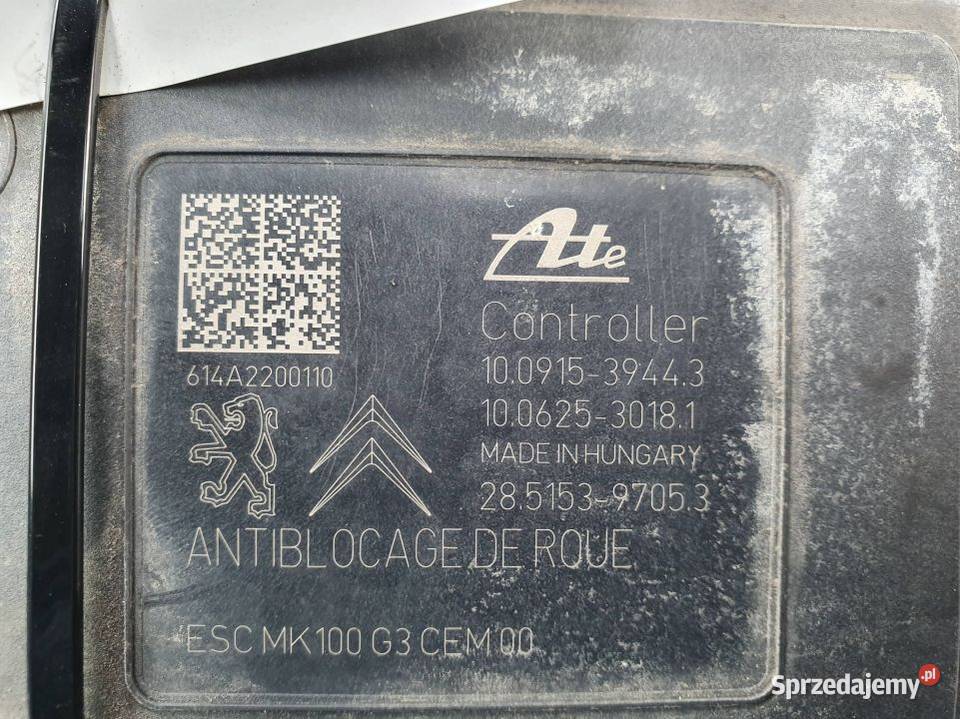 Ate
Controller
614A2200110
10.0915-3944.3
10.0625-3018.1
MADE IN HUNGARY
28.5153-9705.3
ANTIBLOCAGE DE ROUE
ESC MK100 G3 CEM 00
Sprzedajemy.pl